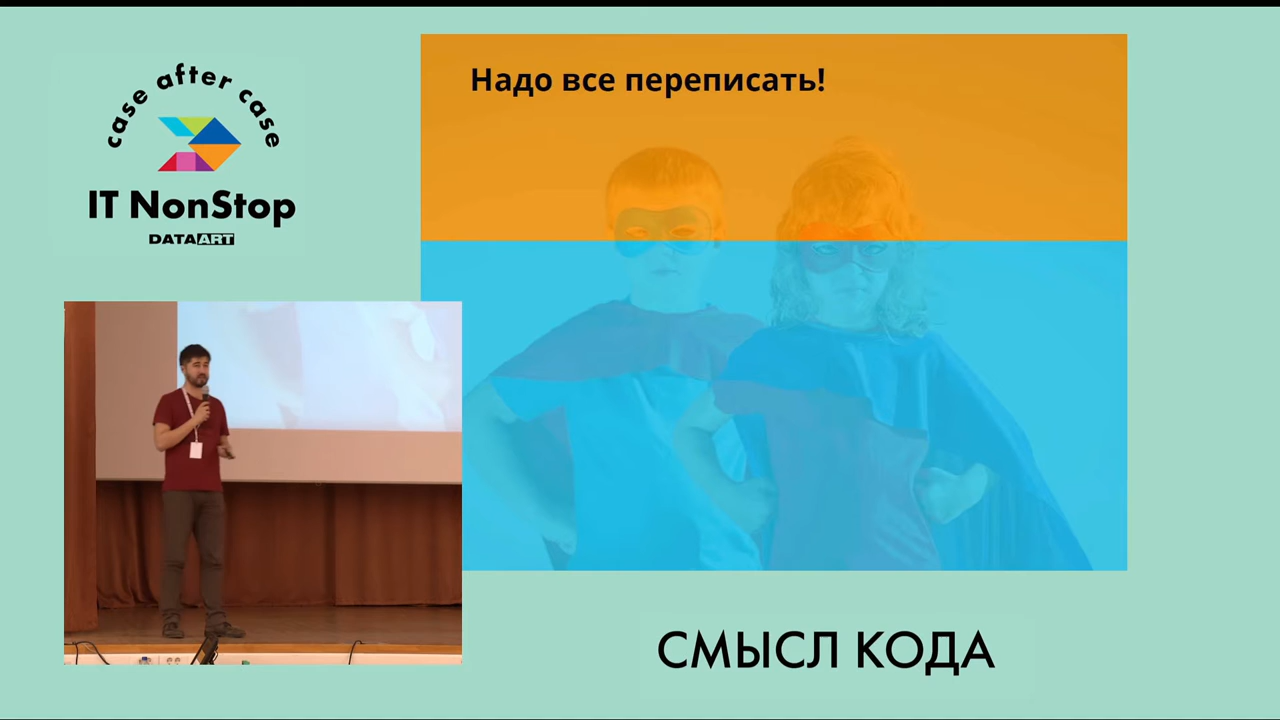 case after case
IT NonStop
DATAART
Надо все переписать!
СМЫСЛ КОДА